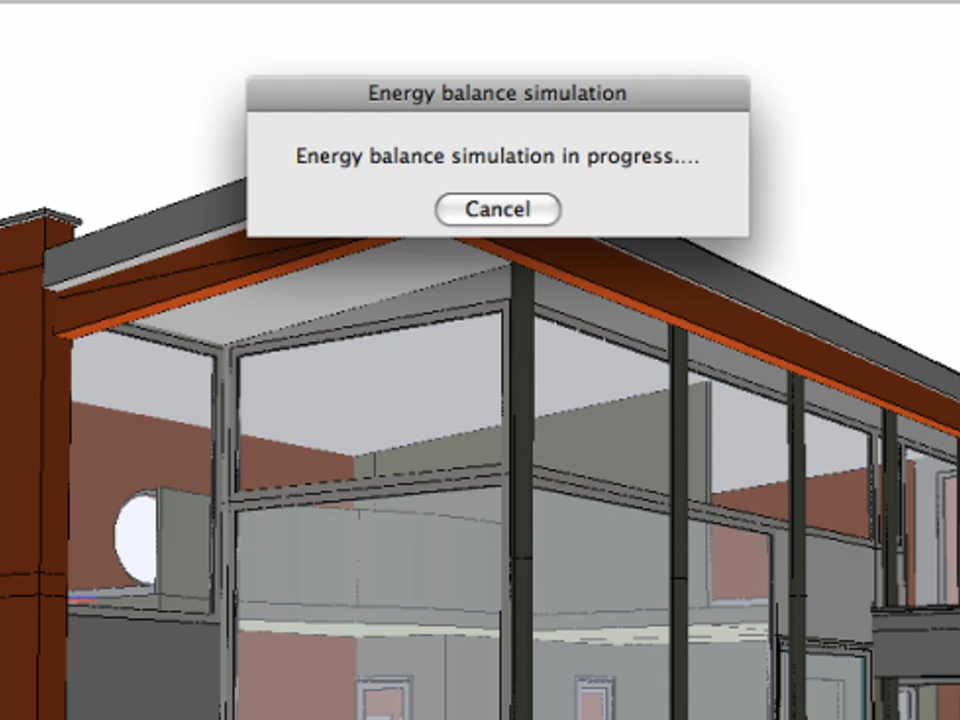 Energy balance simulation
Energy balance simulation in progress....
Cancel